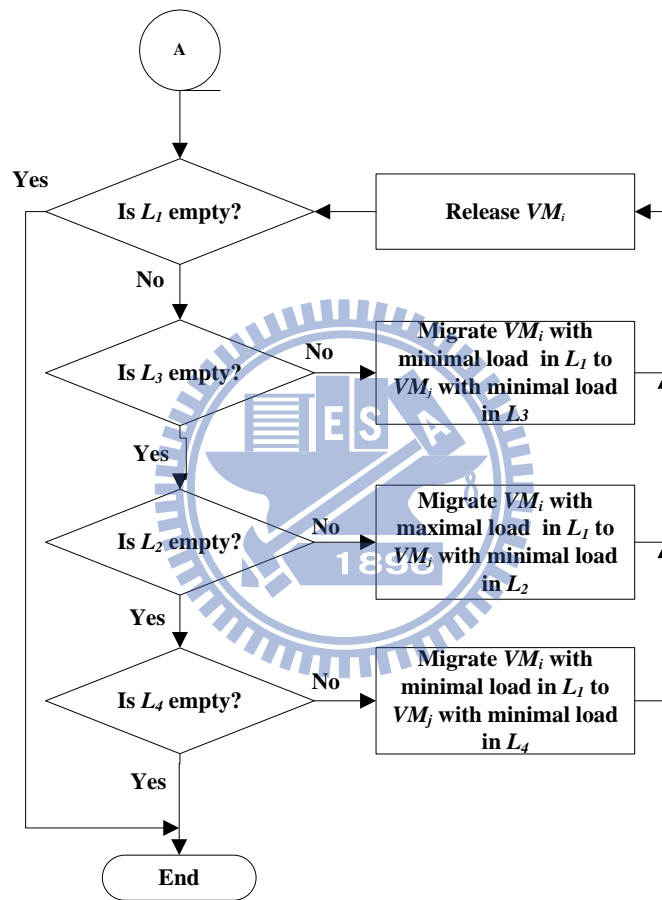 A
Yes
Is L1 empty?
Release VMi
No
Is L3 empty?
No
Migrate VMi with
minimal load in L1 to
VMj with minimal load
in L3
Yes
Is L2 empty?
No
Migrate VMi with
maximal load in L1 to
VMj with minimal load
in L2
Yes
Is L4 empty?
No
Migrate VMi with
minimal load in L1 to
VMj with minimal load
in L4
Yes
End
E S A
1896